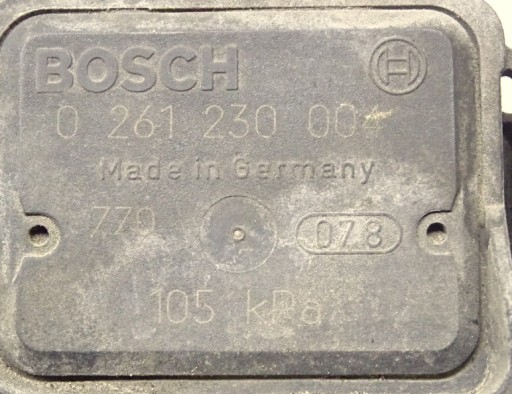 BOSCH
0 261 230 004
Made in Germany
779 078
105 kPa